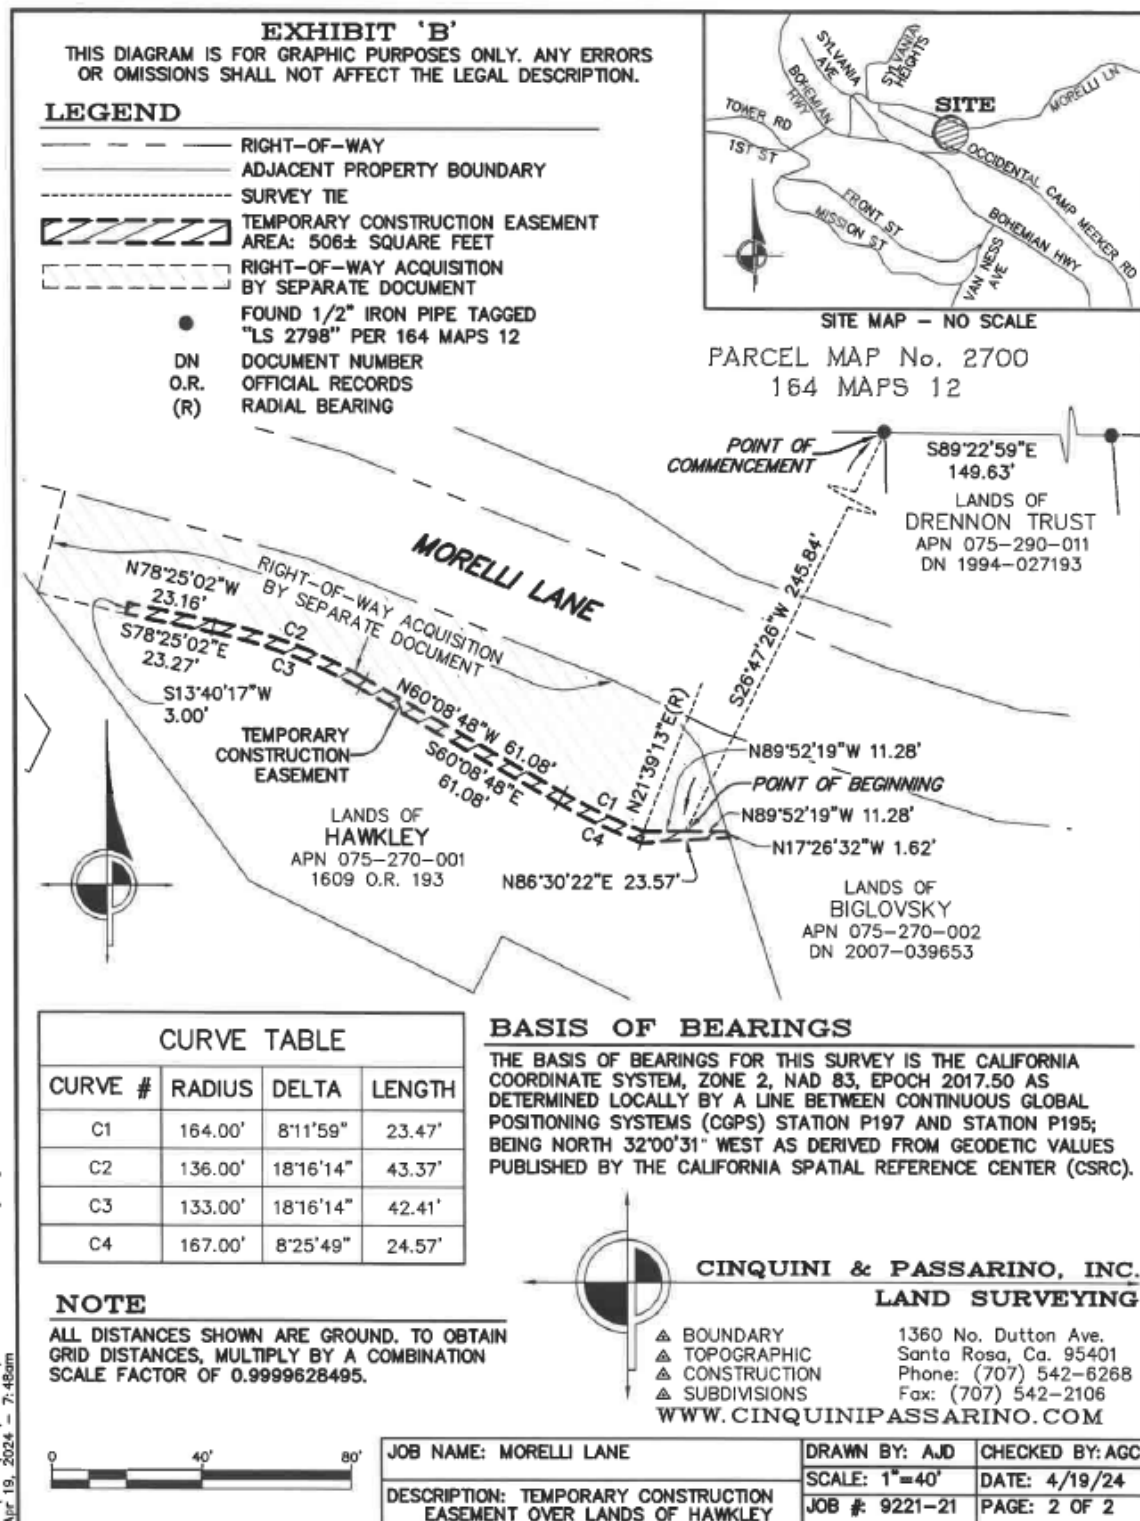 EXHIBIT 'B'
THIS DIAGRAM IS FOR GRAPHIC PURPOSES ONLY. ANY ERRORS
OR OMISSIONS SHALL NOT AFFECT THE LEGAL DESCRIPTION.
LEGEND
RIGHT-OF-WAY
ADJACENT PROPERTY BOUNDARY
SURVEY TIE
TEMPORARY CONSTRUCTION EASEMENT
AREA: 506± SQUARE FEET
RIGHT-OF-WAY ACQUISITION
BY SEPARATE DOCUMENT
FOUND 1/2" IRON PIPE TAGGED
"LS 2798" PER 164 MAPS 12
DN DOCUMENT NUMBER
O.R. OFFICIAL RECORDS
(R) RADIAL BEARING
SYLVANIA
AVE
SYLVANIA
HEIGHTS
BOHEMIAN
HWY
TOWER RD
1ST ST
SITE
MORELLI LN
OCCIDENTAL CAMP MEEKER RD
FRONT ST
MISSION ST
BOHEMIAN HWY
VAN NESS
AVE
SITE MAP - NO SCALE
PARCEL MAP No. 2700
164 MAPS 12
POINT OF
COMMENCEMENT
S89°22'59"E
149.63'
LANDS OF
DRENNON TRUST
APN 075-290-011
DN 1994-027193
S26°47'26"W 245.84'
MORELLI LANE
RIGHT-OF-WAY ACQUISITION
BY SEPARATE DOCUMENT
N78°25'02"W
23.16'
C2
S78°25'02"E
23.27'
C3
S13°40'17"W
3.00'
TEMPORARY
CONSTRUCTION
EASEMENT
N60°08'48"W 61.08'
S60°08'48"E
61.08'
C1
C4
N21°39'13"E(R)
N89°52'19"W 11.28'
POINT OF BEGINNING
N89°52'19"W 11.28'
N17°26'32"W 1.62'
N86°30'22"E 23.57'
LANDS OF
HAWKLEY
APN 075-270-001
1609 O.R. 193
LANDS OF
BIGLOVSKY
APN 075-270-002
DN 2007-039653
CURVE TABLE
CURVE # RADIUS DELTA LENGTH
C1 164.00' 8°11'59" 23.47'
C2 136.00' 18°16'14" 43.37'
C3 133.00' 18°16'14" 42.41'
C4 167.00' 8°25'49" 24.57'
BASIS OF BEARINGS
THE BASIS OF BEARINGS FOR THIS SURVEY IS THE CALIFORNIA
COORDINATE SYSTEM, ZONE 2, NAD 83, EPOCH 2017.50 AS
DETERMINED LOCALLY BY A LINE BETWEEN CONTINUOUS GLOBAL
POSITIONING SYSTEMS (CGPS) STATION P197 AND STATION P195;
BEING NORTH 32°00'31" WEST AS DERIVED FROM GEODETIC VALUES
PUBLISHED BY THE CALIFORNIA SPATIAL REFERENCE CENTER (CSRC).
NOTE
ALL DISTANCES SHOWN ARE GROUND. TO OBTAIN
GRID DISTANCES, MULTIPLY BY A COMBINATION
SCALE FACTOR OF 0.9999628495.
CINQUINI & PASSARINO, INC.
LAND SURVEYING
BOUNDARY
TOPOGRAPHIC
CONSTRUCTION
SUBDIVISIONS
1360 No. Dutton Ave.
Santa Rosa, Ca. 95401
Phone: (707) 542-6268
Fax: (707) 542-2106
WWW.CINQUINIPASSARINO.COM
0 40' 80'
JOB NAME: MORELLI LANE
DESCRIPTION: TEMPORARY CONSTRUCTION
EASEMENT OVER LANDS OF HAWKLEY
DRAWN BY: AJD CHECKED BY: AGC
SCALE: 1"=40' DATE: 4/19/24
JOB #: 9221-21 PAGE: 2 OF 2
Apr 19, 2024 - 7:48am